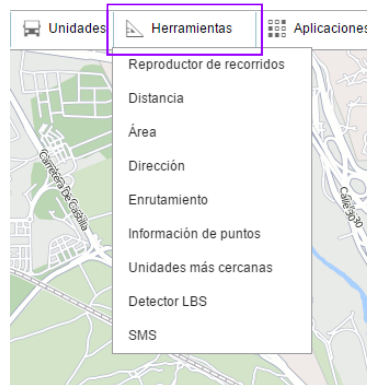 Unidades Herramientas Aplicaciones
Reproductor de recorridos
Distancia
Área
Dirección
Enrutamiento
Información de puntos
Unidades más cercanas
Detector LBS
SMS
Carretera De Castilla
Calle 30